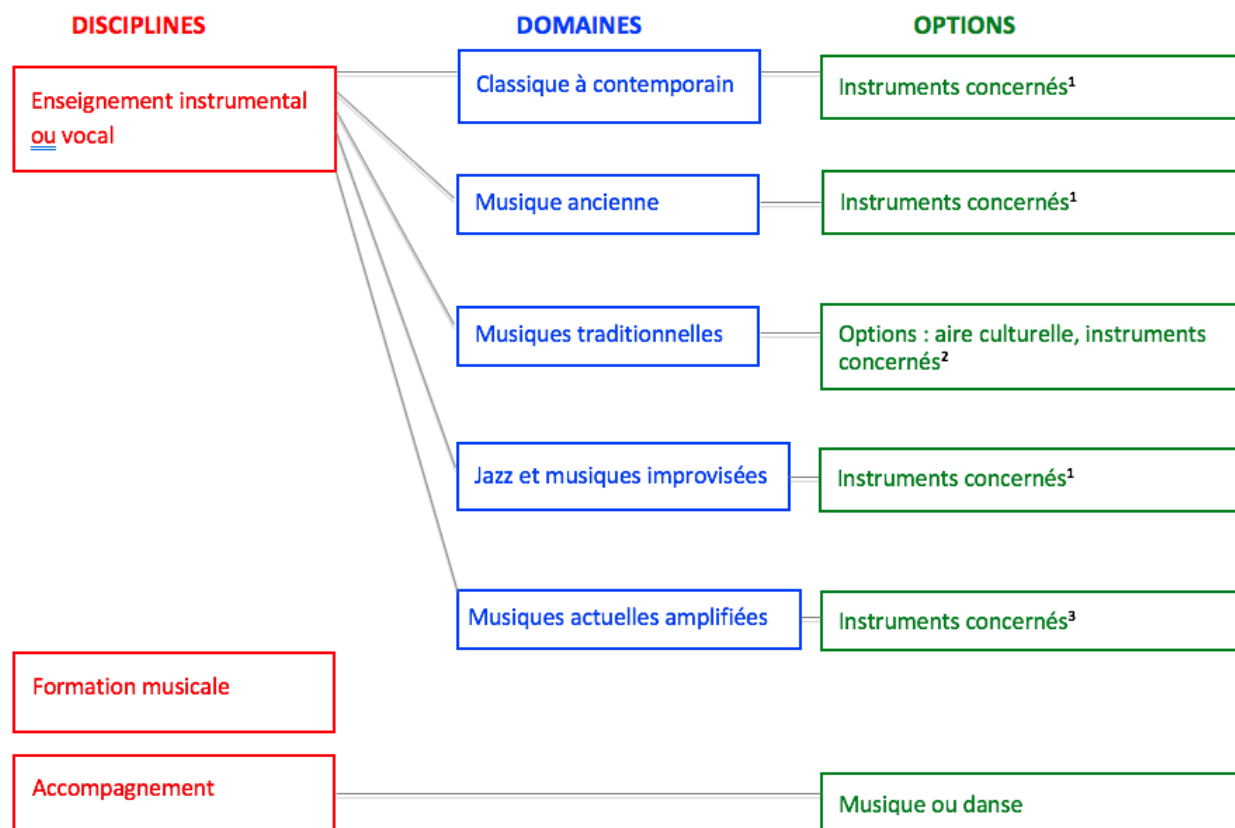 DISCIPLINES
DOMAINES
OPTIONS
Enseignement instrumental
ou vocal
Classique à contemporain
Instruments concernés¹
Musique ancienne
Instruments concernés¹
Musiques traditionnelles
Options : aire culturelle, instruments
concernés²
Jazz et musiques improvisées
Instruments concernés¹
Musiques actuelles amplifiées
Instruments concernés³
Formation musicale
Accompagnement
Musique ou danse